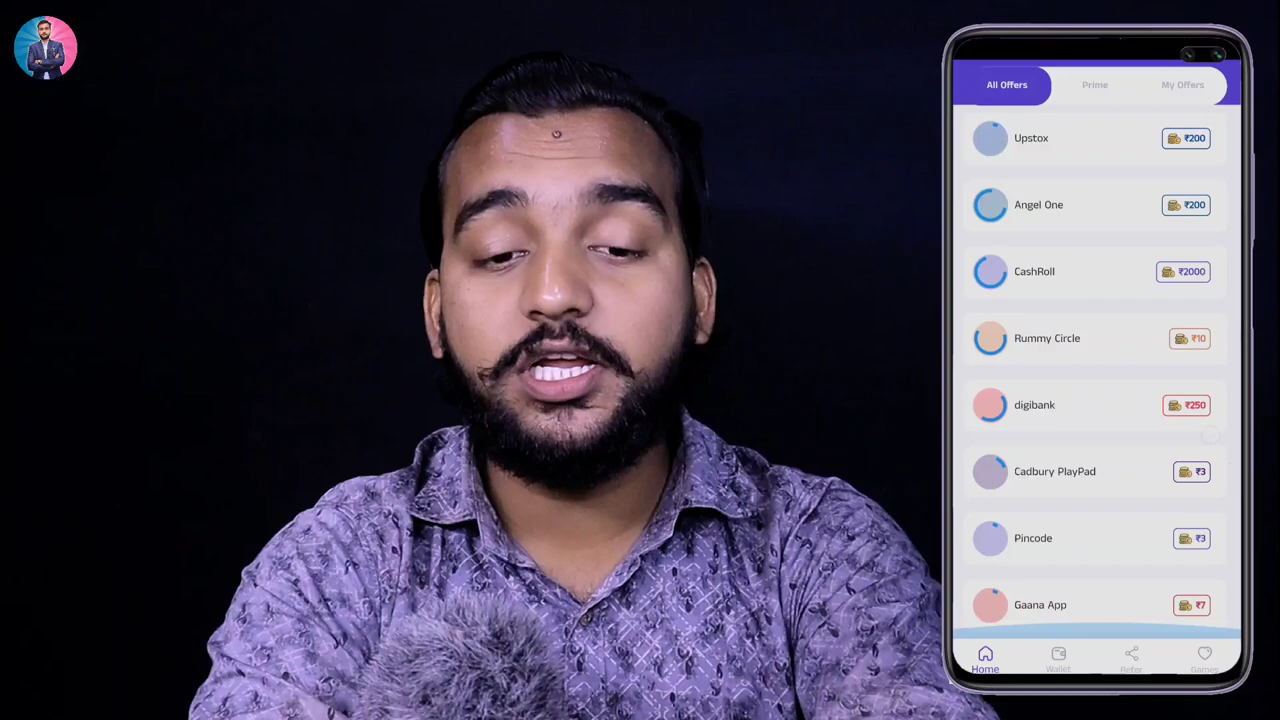 All Offers Prime My Offers
Upstox ₹200
Angel One ₹200
CashRoll ₹2000
Rummy Circle ₹10
digibank ₹250
Cadbury PlayPad ₹3
Pincode ₹3
Gaana App ₹7
Home Wallet Refer Games